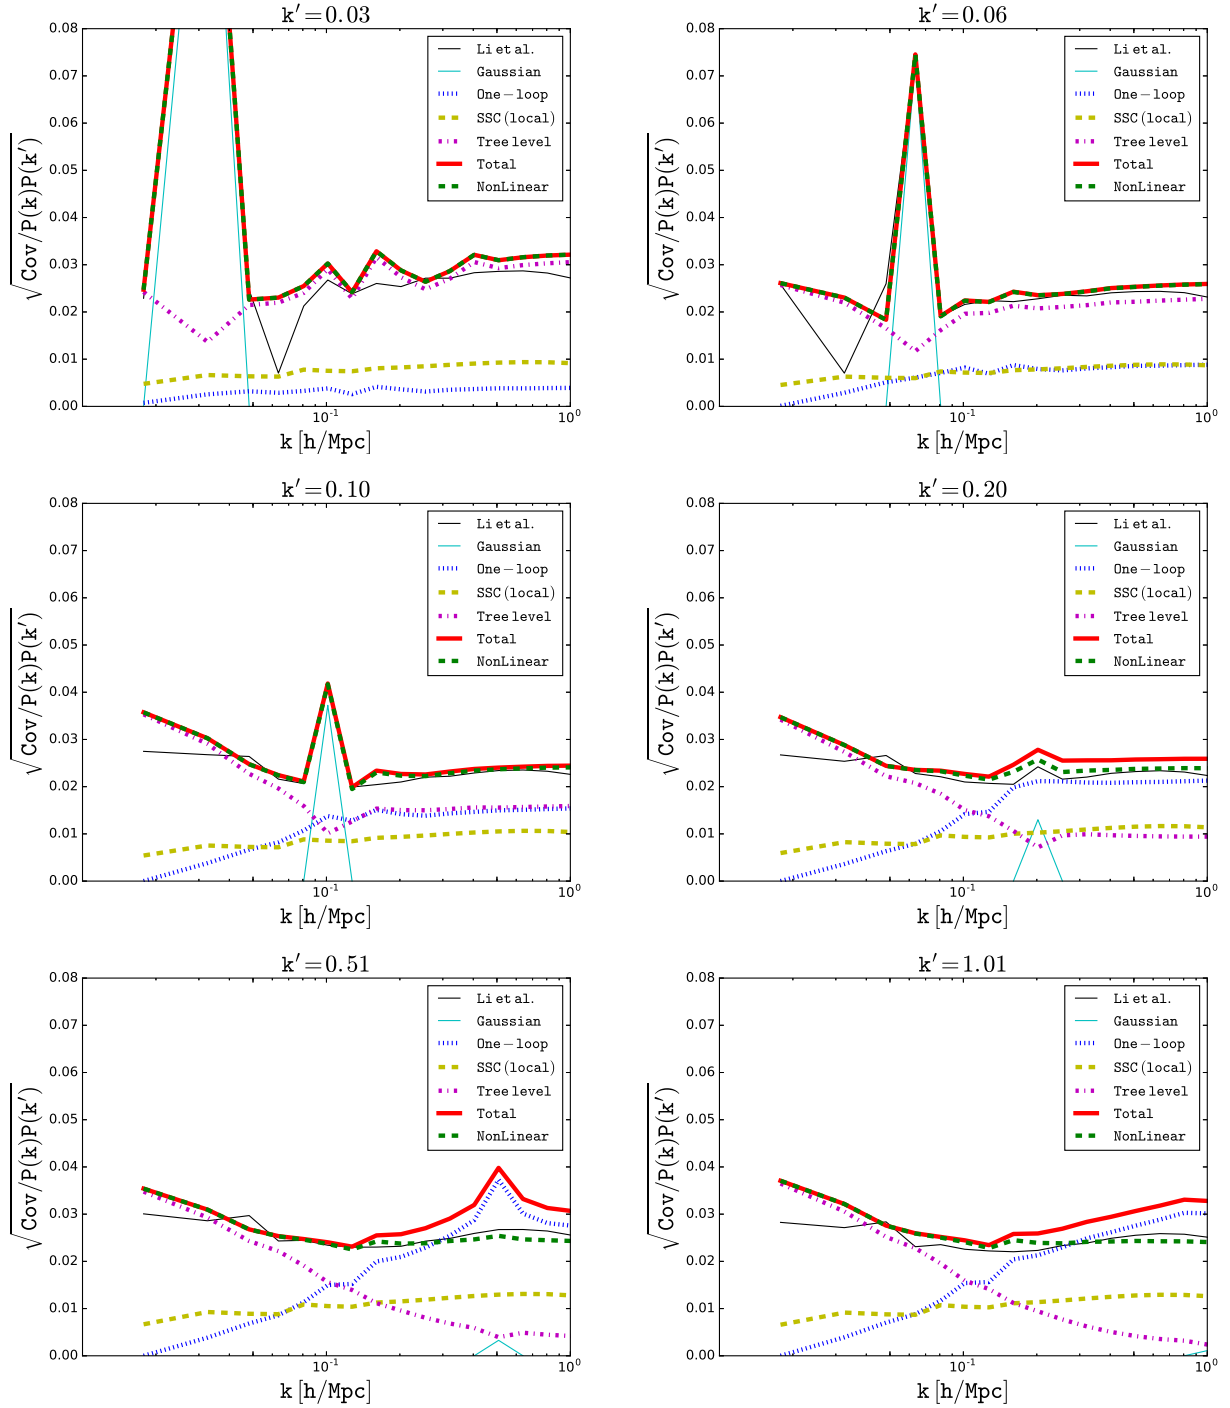 k′=0.03
0.08
0.07
0.06
0.05
0.04
0.03
0.02
0.01
0.00
√Cov/P(k)P(k′)
Li et al.
Gaussian
One−loop
SSC (local)
Tree level
Total
NonLinear
10⁻¹
10⁰
k [h/Mpc]
k′=0.06
0.08
0.07
0.06
0.05
0.04
0.03
0.02
0.01
0.00
√Cov/P(k)P(k′)
Li et al.
Gaussian
One−loop
SSC (local)
Tree level
Total
NonLinear
10⁻¹
10⁰
k [h/Mpc]
k′=0.10
0.08
0.07
0.06
0.05
0.04
0.03
0.02
0.01
0.00
√Cov/P(k)P(k′)
Li et al.
Gaussian
One−loop
SSC (local)
Tree level
Total
NonLinear
10⁻¹
10⁰
k [h/Mpc]
k′=0.20
0.08
0.07
0.06
0.05
0.04
0.03
0.02
0.01
0.00
√Cov/P(k)P(k′)
Li et al.
Gaussian
One−loop
SSC (local)
Tree level
Total
NonLinear
10⁻¹
10⁰
k [h/Mpc]
k′=0.51
0.08
0.07
0.06
0.05
0.04
0.03
0.02
0.01
0.00
√Cov/P(k)P(k′)
Li et al.
Gaussian
One−loop
SSC (local)
Tree level
Total
NonLinear
10⁻¹
10⁰
k [h/Mpc]
k′=1.01
0.08
0.07
0.06
0.05
0.04
0.03
0.02
0.01
0.00
√Cov/P(k)P(k′)
Li et al.
Gaussian
One−loop
SSC (local)
Tree level
Total
NonLinear
10⁻¹
10⁰
k [h/Mpc]